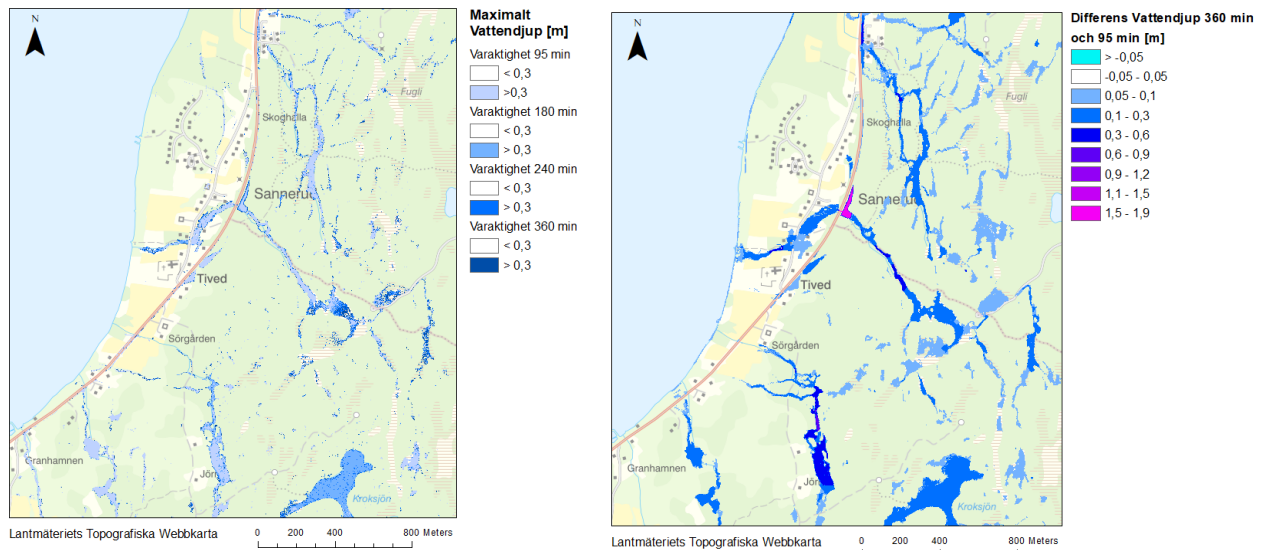 N
Skoghalla
Fugli
Sannerud
Tived
Sörgården
Granhamnen
Jörn
Kroksjön
Lantmäteriets Topografiska Webbkarta
0 200 400 800 Meters
Maximalt
Vattendjup [m]
Varaktighet 95 min
< 0,3
>0,3
Varaktighet 180 min
< 0,3
> 0,3
Varaktighet 240 min
< 0,3
> 0,3
Varaktighet 360 min
< 0,3
> 0,3
N
Skoghalla
Fugli
Sanneru
Tived
Sörgården
Granhamnen
Jör
Kroksjön
Lantmäteriets Topografiska Webbkarta
0 200 400 800 Meters
Differens Vattendjup 360 min
och 95 min [m]
> -0,05
-0,05 - 0,05
0,05 - 0,1
0,1 - 0,3
0,3 - 0,6
0,6 - 0,9
0,9 - 1,2
1,1 - 1,5
1,5 - 1,9